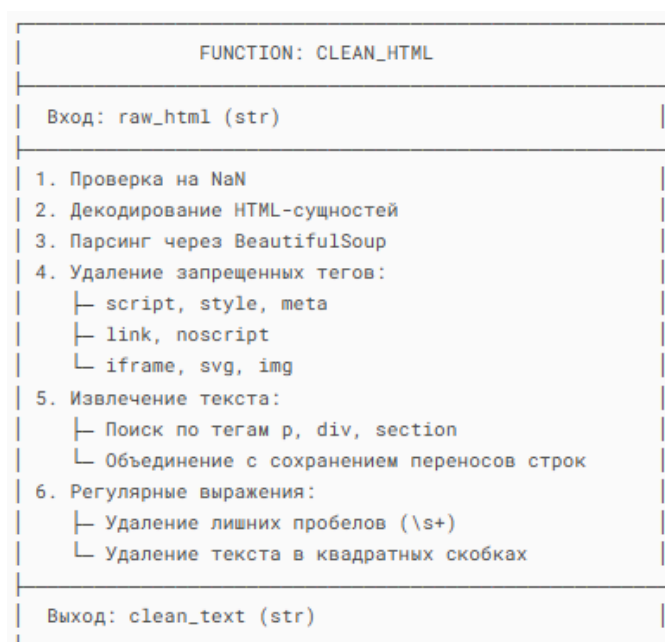 FUNCTION: CLEAN_HTML
Вход: raw_html (str)
1. Проверка на NaN
2. Декодирование HTML-сущностей
3. Парсинг через BeautifulSoup
4. Удаление запрещенных тегов:
├─ script, style, meta
├─ link, noscript
└─ iframe, svg, img
5. Извлечение текста:
├─ Поиск по тегам p, div, section
└─ Объединение с сохранением переносов строк
6. Регулярные выражения:
├─ Удаление лишних пробелов (\s+)
└─ Удаление текста в квадратных скобках
Выход: clean_text (str)